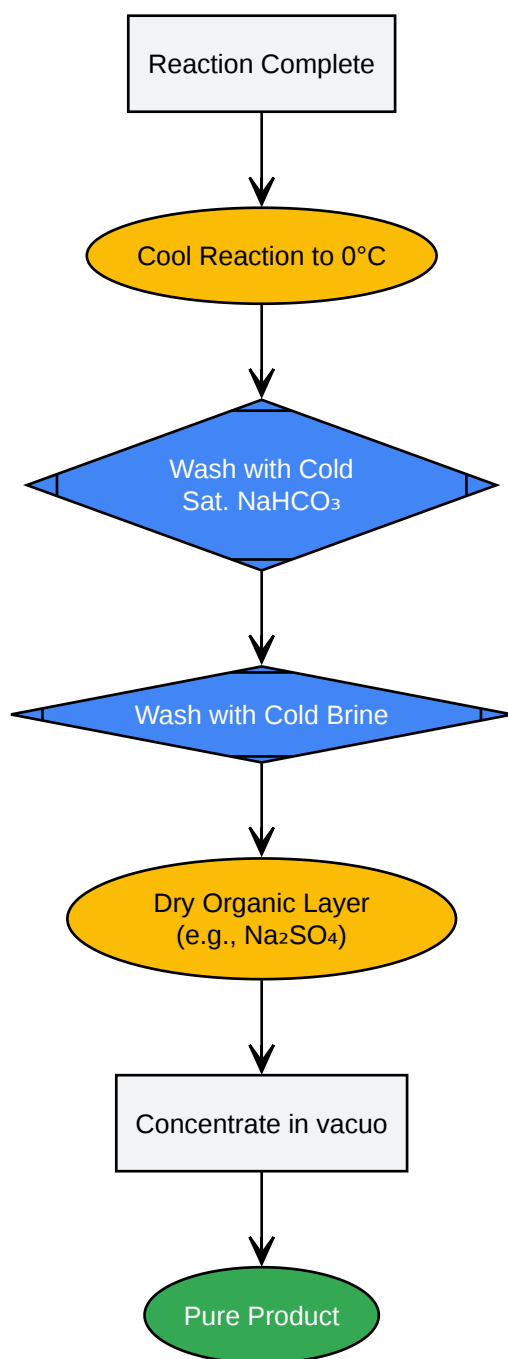 Reaction Complete
Cool Reaction to 0°C
Wash with Cold
Sat. NaHCO₃
Wash with Cold Brine
Dry Organic Layer
(e.g., Na₂SO₄)
Concentrate in vacuo
Pure Product